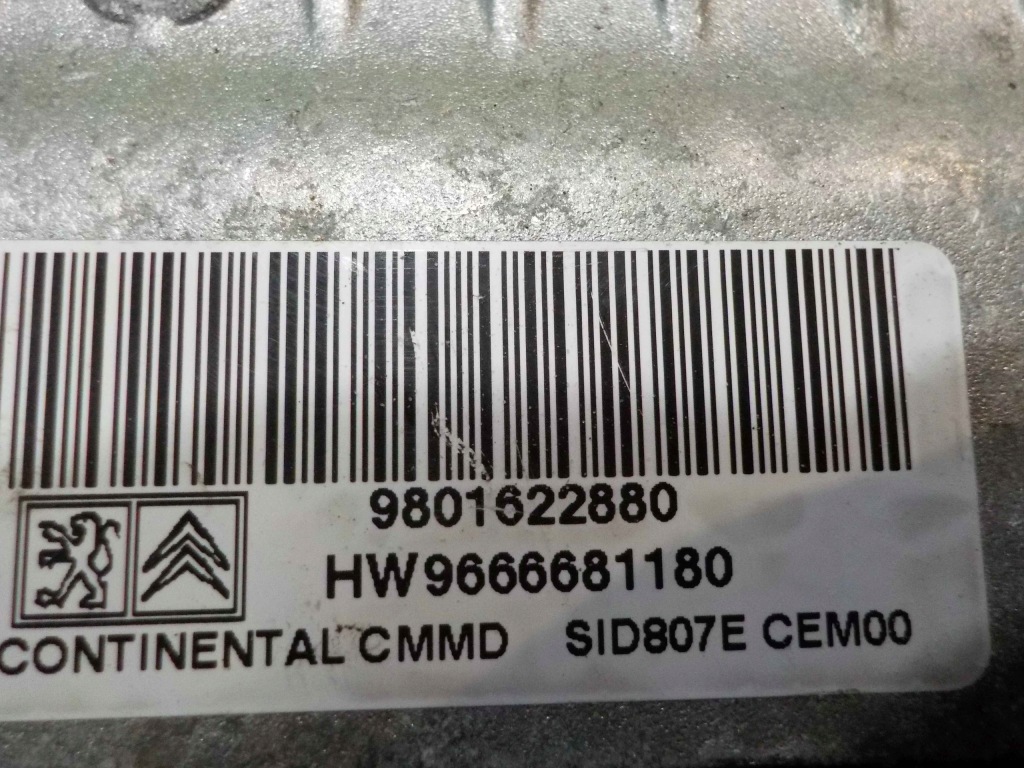 9801622880
HW9666681180
CONTINENTAL CMMD SID807E CEM00